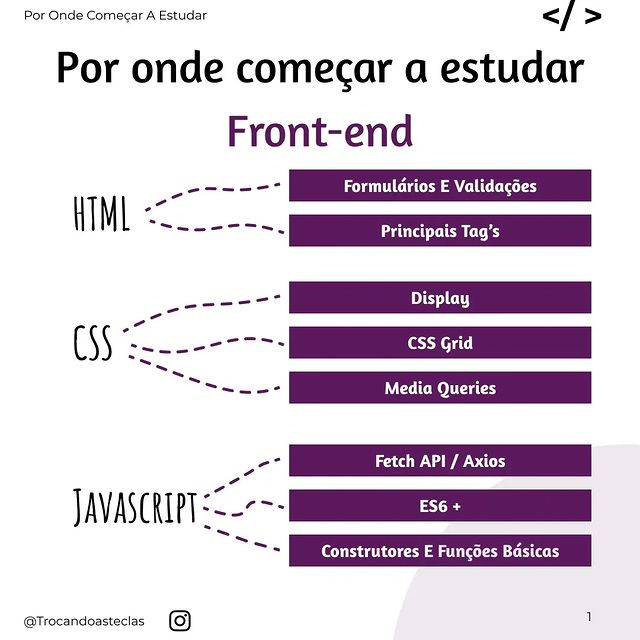 Por Onde Começar A Estudar
</>
Por onde começar a estudar
Front-end
HTML
Formulários E Validações
Principais Tag's
CSS
Display
CSS Grid
Media Queries
JAVASCRIPT
Fetch API / Axios
ES6 +
Construtores E Funções Básicas
@Trocandoasteclas
1